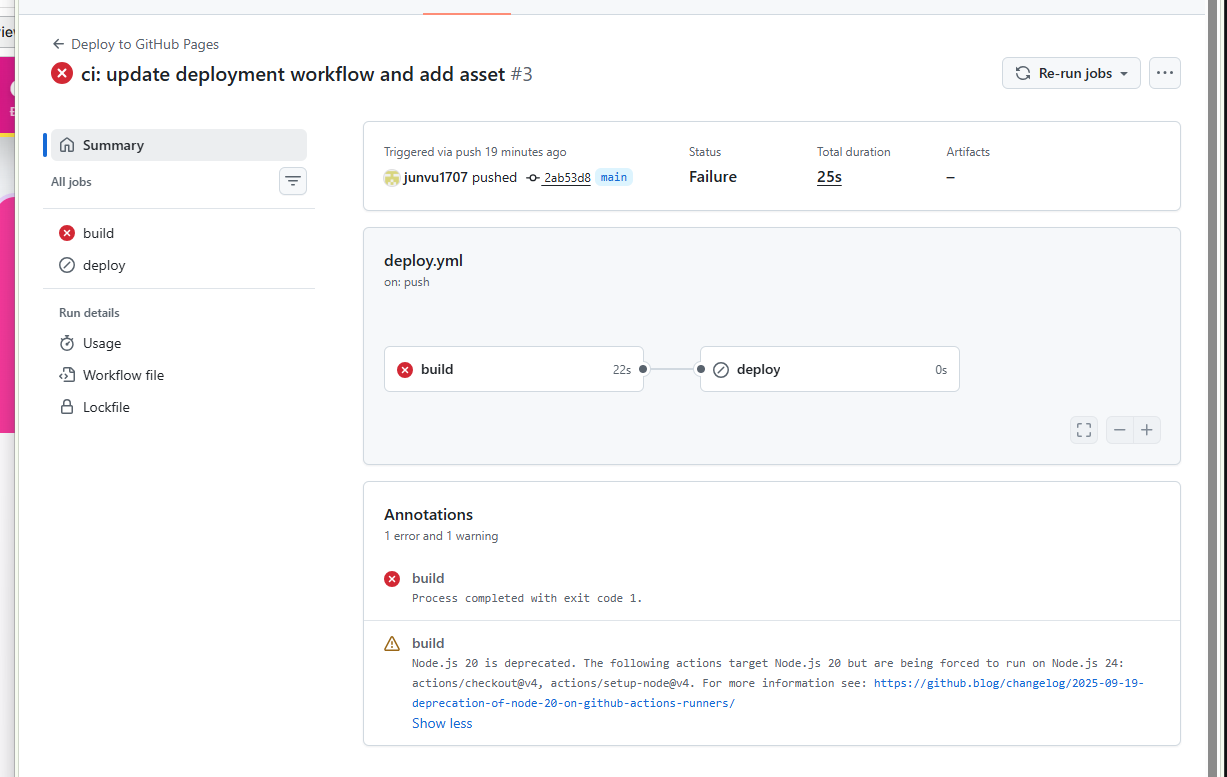 Deploy to GitHub Pages
ci: update deployment workflow and add asset #3
Re-run jobs
Summary
All jobs
build
deploy
Run details
Usage
Workflow file
Lockfile
Triggered via push 19 minutes ago
junvu1707 pushed 2ab53d8 main
Status
Failure
Total duration
25s
Artifacts
–
deploy.yml
on: push
build 22s
deploy 0s
Annotations
1 error and 1 warning
build
Process completed with exit code 1.
build
Node.js 20 is deprecated. The following actions target Node.js 20 but are being forced to run on Node.js 24:
actions/checkout@v4, actions/setup-node@v4. For more information see: https://github.blog/changelog/2025-09-19-
deprecation-of-node-20-on-github-actions-runners/
Show less